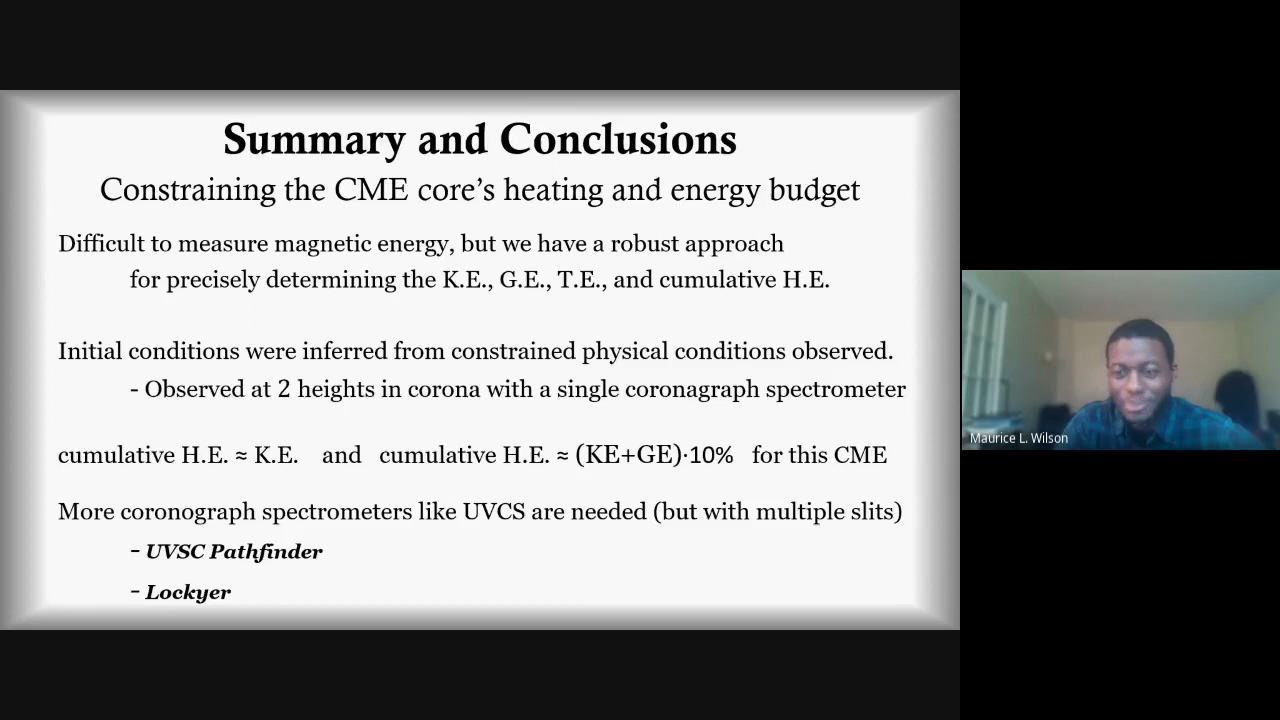 Summary and Conclusions
Constraining the CME core's heating and energy budget
Difficult to measure magnetic energy, but we have a robust approach
for precisely determining the K.E., G.E., T.E., and cumulative H.E.
Initial conditions were inferred from constrained physical conditions observed.
- Observed at 2 heights in corona with a single coronagraph spectrometer
cumulative H.E. ≈ K.E. and cumulative H.E. ≈ (KE+GE)·10% for this CME
More coronograph spectrometers like UVCS are needed (but with multiple slits)
- UVSC Pathfinder
- Lockyer
Maurice L. Wilson